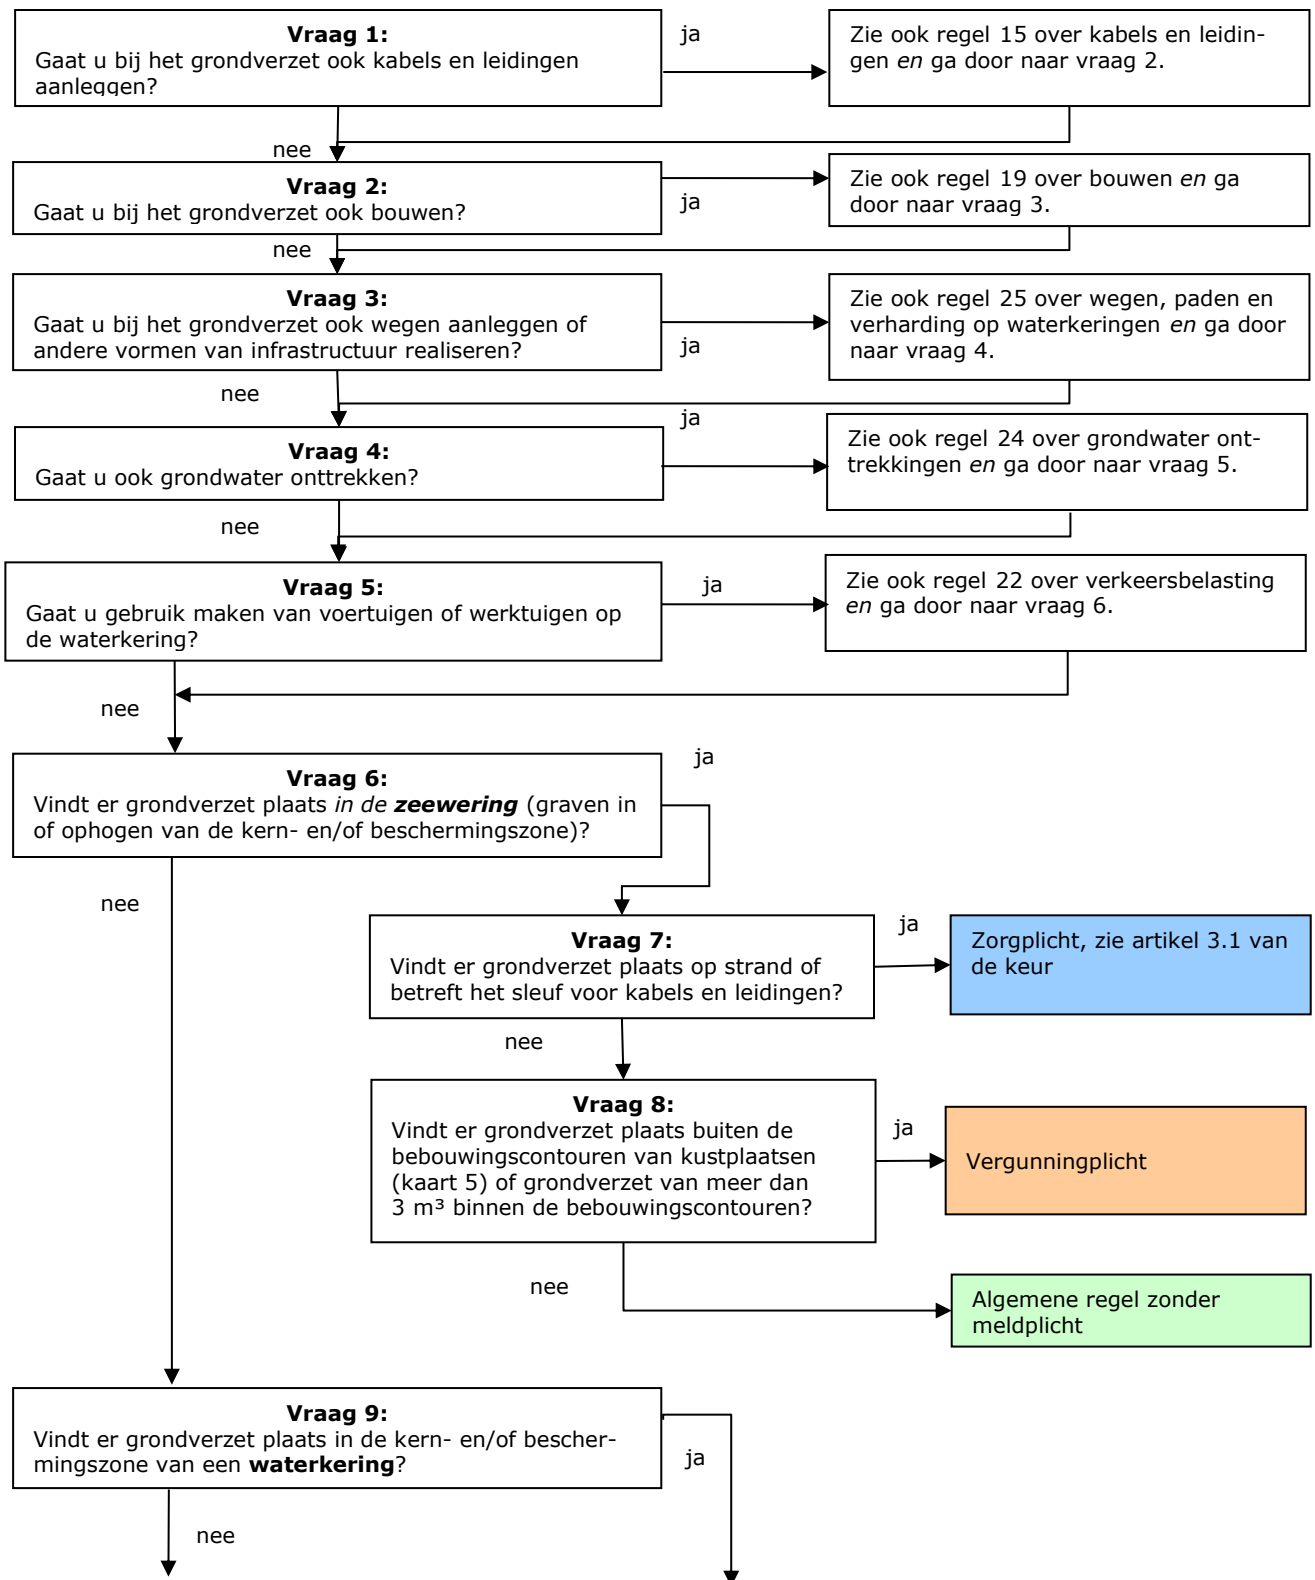 Vraag 1:
Gaat u bij het grondverzet ook kabels en leidingen
aanleggen?
ja
Zie ook regel 15 over kabels en leidin-
gen en ga door naar vraag 2.
nee
Vraag 2:
Gaat u bij het grondverzet ook bouwen?
ja
Zie ook regel 19 over bouwen en ga
door naar vraag 3.
nee
Vraag 3:
Gaat u bij het grondverzet ook wegen aanleggen of
andere vormen van infrastructuur realiseren?
ja
Zie ook regel 25 over wegen, paden en
verharding op waterkeringen en ga door
naar vraag 4.
nee
Vraag 4:
Gaat u ook grondwater onttrekken?
ja
Zie ook regel 24 over grondwater ont-
trekkingen en ga door naar vraag 5.
nee
Vraag 5:
Gaat u gebruik maken van voertuigen of werktuigen op
de waterkering?
ja
Zie ook regel 22 over verkeersbelasting
en ga door naar vraag 6.
nee
Vraag 6:
Vindt er grondverzet plaats in de zeewering (graven in
of ophogen van de kern- en/of beschermingszone)?
ja
nee
Vraag 7:
Vindt er grondverzet plaats op strand of
betreft het sleuf voor kabels en leidingen?
ja
Zorgplicht, zie artikel 3.1 van
de keur
nee
Vraag 8:
Vindt er grondverzet plaats buiten de
bebouwingscontouren van kustplaatsen
(kaart 5) of grondverzet van meer dan
3 m³ binnen de bebouwingscontouren?
ja
Vergunningplicht
nee
Algemene regel zonder
meldplicht
Vraag 9:
Vindt er grondverzet plaats in de kern- en/of bescher-
mingszone van een waterkering?
ja
nee